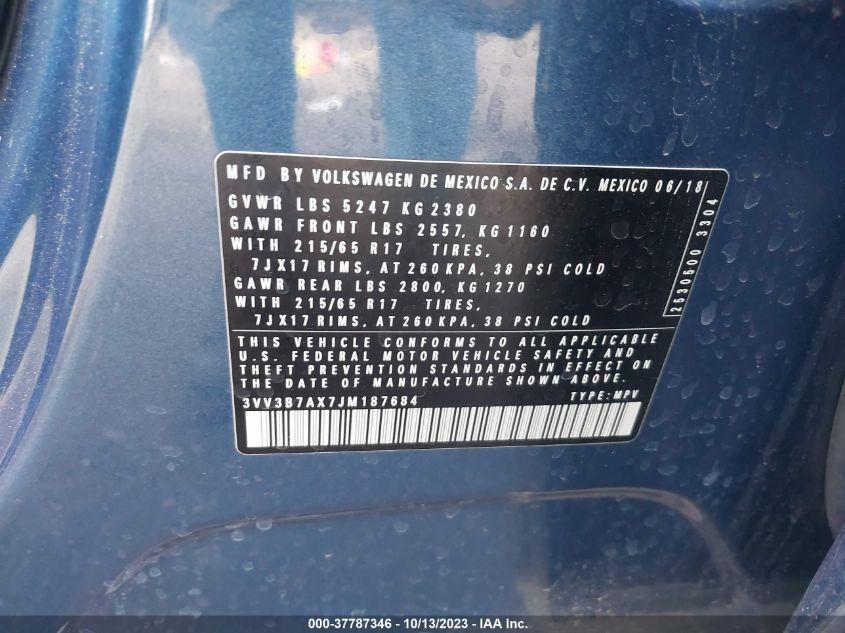 MFD BY VOLKSWAGEN DE MEXICO S.A. DE C.V. MEXICO 06/18
GVWR LBS 5247 KG 2380
GAWR FRONT LBS 2557, KG 1160
WITH 215/65 R17 TIRES,
7JX17 RIMS, AT 260 KPA, 38 PSI COLD
GAWR REAR LBS 2800, KG 1270
WITH 215/65 R17 TIRES,
7JX17 RIMS, AT 260 KPA, 38 PSI COLD
2530500 3304
THIS VEHICLE CONFORMS TO ALL APPLICABLE
U.S. FEDERAL MOTOR VEHICLE SAFETY AND
THEFT PREVENTION STANDARDS IN EFFECT ON
THE DATE OF MANUFACTURE SHOWN ABOVE.
3VV3B7AX7JM187684 TYPE: MPV
000-37787346 - 10/13/2023 - IAA Inc.